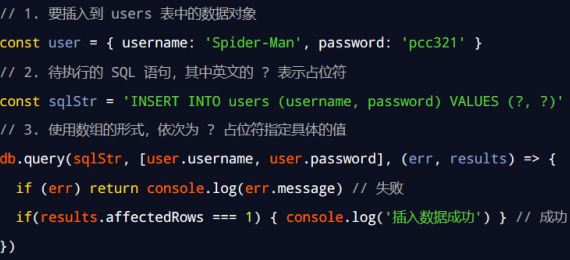 // 1. 要插入到 users 表中的数据对象
const user = { username: 'Spider-Man', password: 'pcc321' }
// 2. 待执行的 SQL 语句，其中英文的 ? 表示占位符
const sqlStr = 'INSERT INTO users (username, password) VALUES (?, ?)'
// 3. 使用数组的形式，依次为 ? 占位符指定具体的值
db.query(sqlStr, [user.username, user.password], (err, results) => {
  if (err) return console.log(err.message) // 失败
  if(results.affectedRows === 1) { console.log('插入数据成功') } // 成功
})